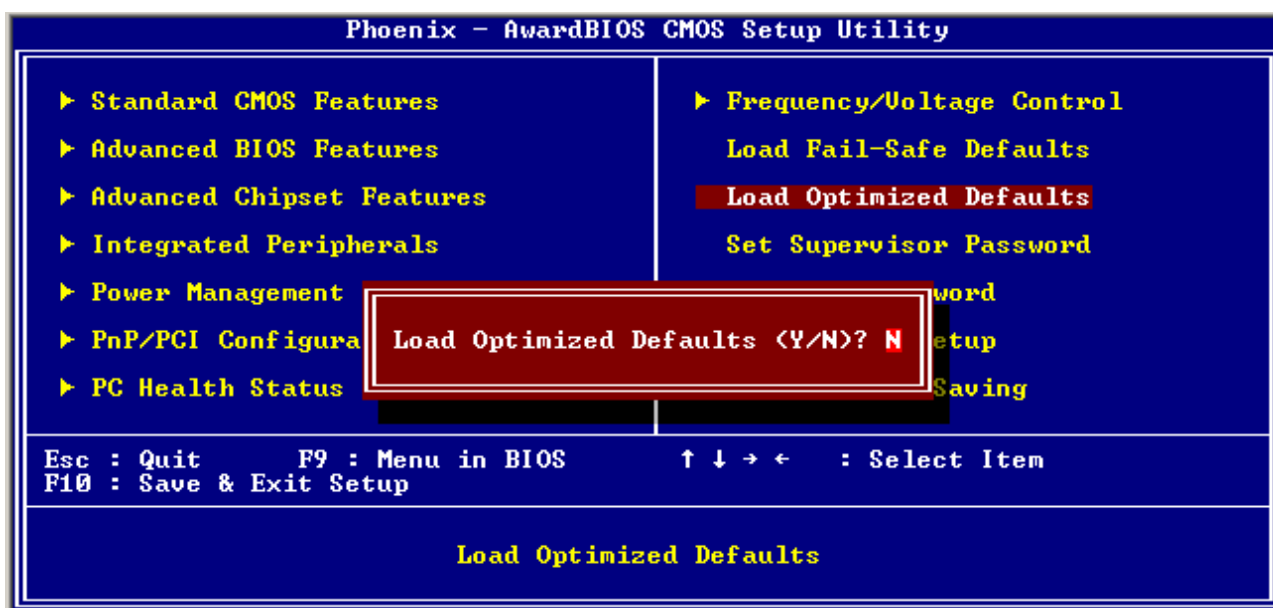 Phoenix - AwardBIOS CMOS Setup Utility
Standard CMOS Features
Advanced BIOS Features
Advanced Chipset Features
Integrated Peripherals
Power Management
PnP/PCI Configura
PC Health Status
Frequency/Voltage Control
Load Fail-Safe Defaults
Load Optimized Defaults
Set Supervisor Password
word
etup
Saving
Load Optimized Defaults (Y/N)? N
Esc : Quit F9 : Menu in BIOS ↑ ↓ → ← : Select Item
F10 : Save & Exit Setup
Load Optimized Defaults